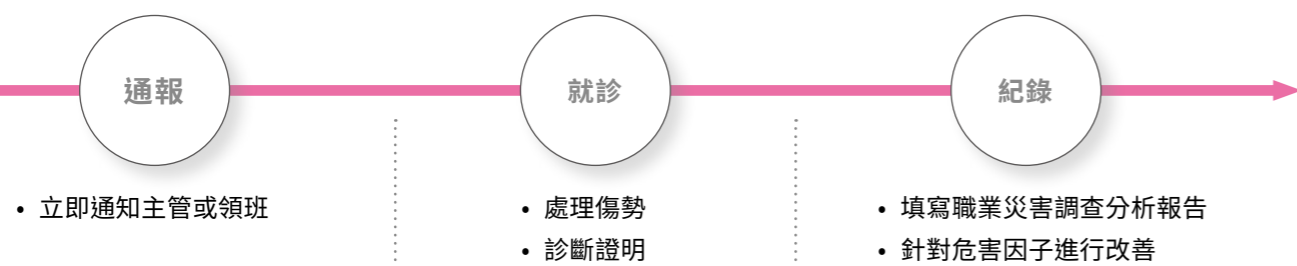 通報
就診
紀錄
• 立即通知主管或領班
• 處理傷勢
• 診斷證明
• 填寫職業災害調查分析報告
• 針對危害因子進行改善